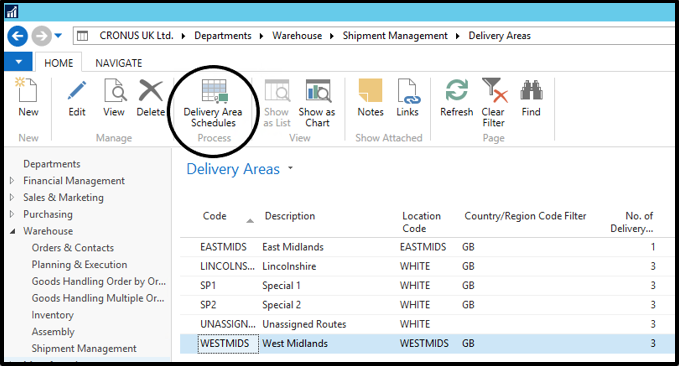 CRONUS UK Ltd. Departments Warehouse Shipment Management Delivery Areas
HOME NAVIGATE
New Edit View Delete Delivery Area Schedules Show as List Show as Chart Notes Links Refresh Clear Filter Find
New Manage Process View Show Attached Page
Departments
Financial Management
Sales & Marketing
Purchasing
Warehouse
Orders & Contacts
Planning & Execution
Goods Handling Order by Or...
Goods Handling Multiple Or...
Inventory
Assembly
Shipment Management
Delivery Areas
Code Description Location Code Country/Region Code Filter No. of Delivery...
EASTMIDS East Midlands EASTMIDS GB 1
LINCOLNS... Lincolnshire WHITE GB 3
SP1 Special 1 WHITE GB 3
SP2 Special 2 WHITE GB 3
UNASSIGN... Unassigned Routes WHITE 3
WESTMIDS West Midlands WESTMIDS GB 3